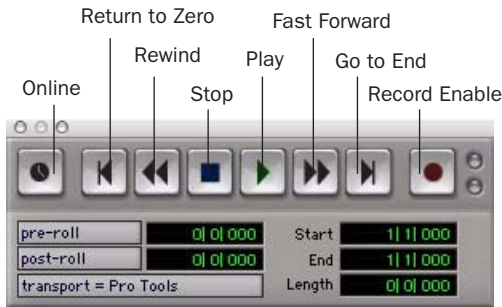 Return to Zero
Fast Forward
Rewind
Play
Go to End
Online
Stop
Record Enable
pre-roll 0| 0| 000 Start 1| 1| 000
post-roll 0| 0| 000 End 1| 1| 000
transport = Pro Tools Length 0| 0| 000